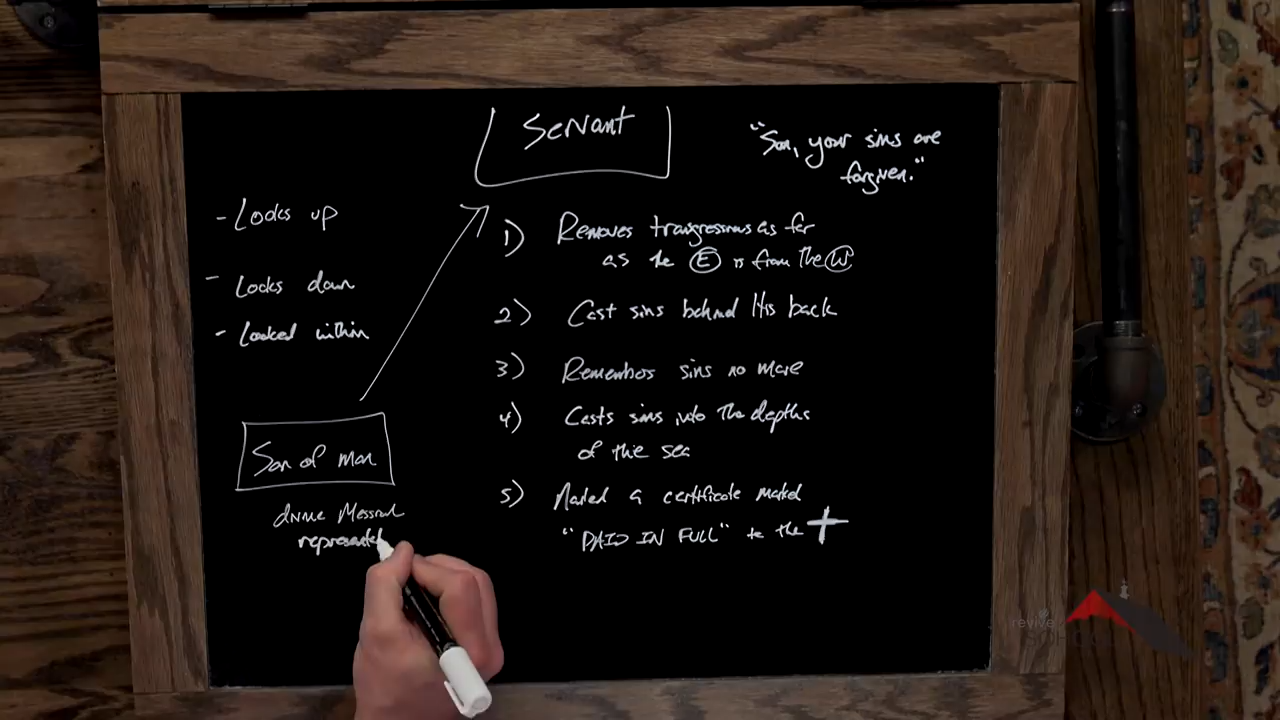 Servant
"Son, your sins are
forgiven."
- Looks up
- Looks down
- Looked within
1) Removes transgressions as far
as the E is from the W
2) Cast sins behind His back
3) Remembers sins no more
4) Casts sins into the depths
of the sea
5) Nailed a certificate marked
"PAID IN FULL" to the
Son of man
divine
revive
SCHOOL